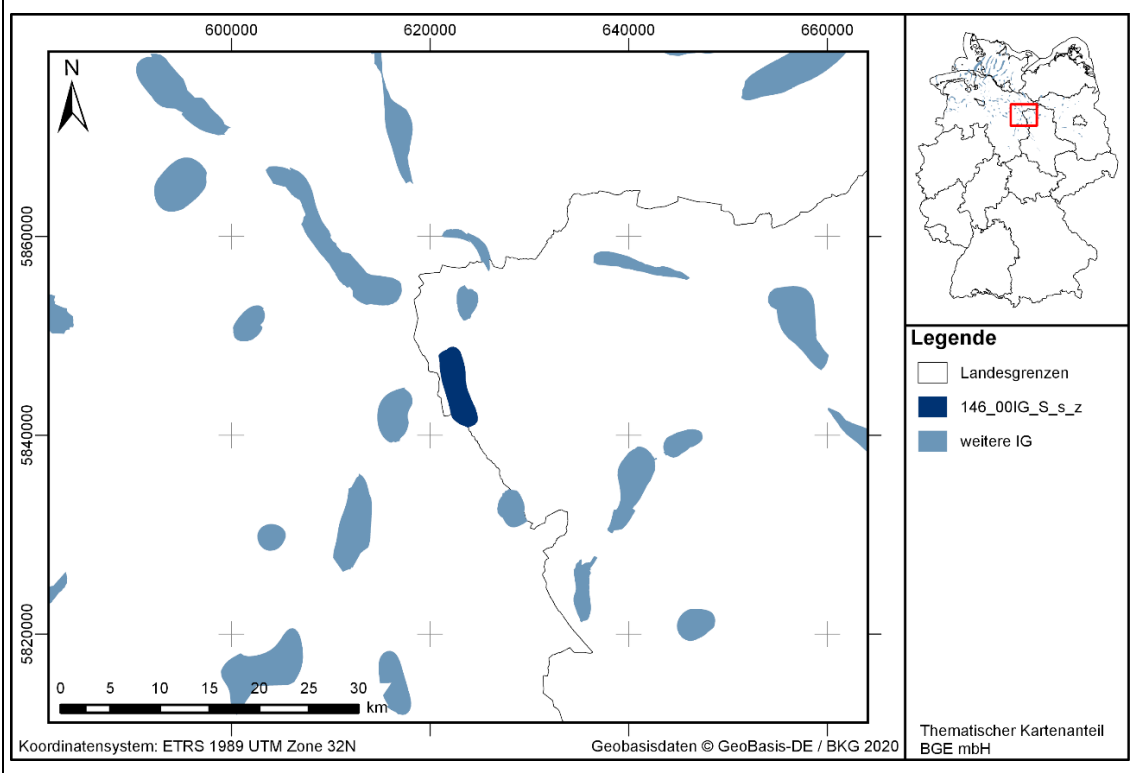 600000 620000 640000 660000
N
5860000
5840000
5820000
0 5 10 15 20 25 30
km
Koordinatensystem: ETRS 1989 UTM Zone 32N
Geobasisdaten © GeoBasis-DE / BKG 2020
Legende
Landesgrenzen
146_00IG_S_s_z
weitere IG
Thematischer Kartenanteil
BGE mbH